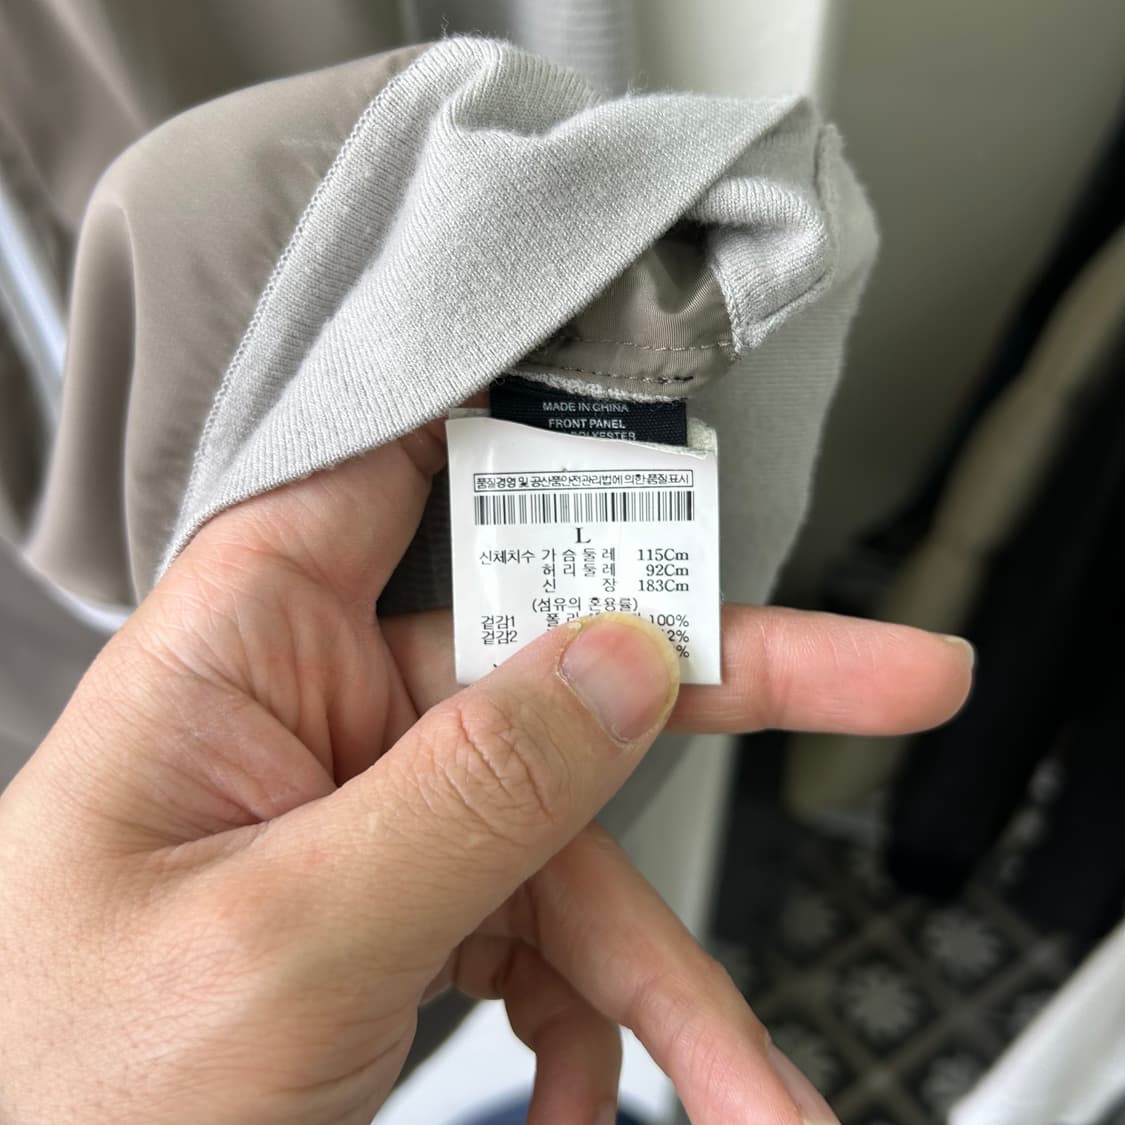 MADE IN CHINA
FRONT PANEL
POLYESTER
품질경영 및 공산품안전관리법에 의한 품질표시
L
신체치수 가슴둘레 115Cm
허리둘레 92Cm
신 장 183Cm
(섬유의 혼용률)
겉감1 폴리 100%
겉감2 2%
%